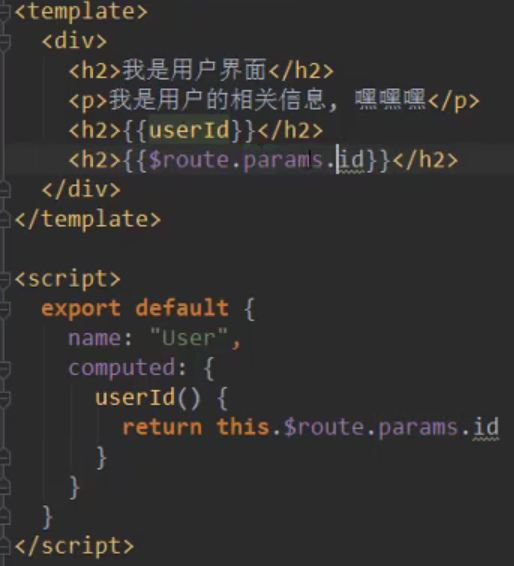 <template>
<div>
<h2>我是用户界面</h2>
<p>我是用户的相关信息, 嘿嘿嘿</p>
<h2>{{userId}}</h2>
<h2>{{$route.params.id}}</h2>
</div>
</template>
<script>
export default {
name: "User",
computed: {
userId() {
return this.$route.params.id
}
}
}
</script>